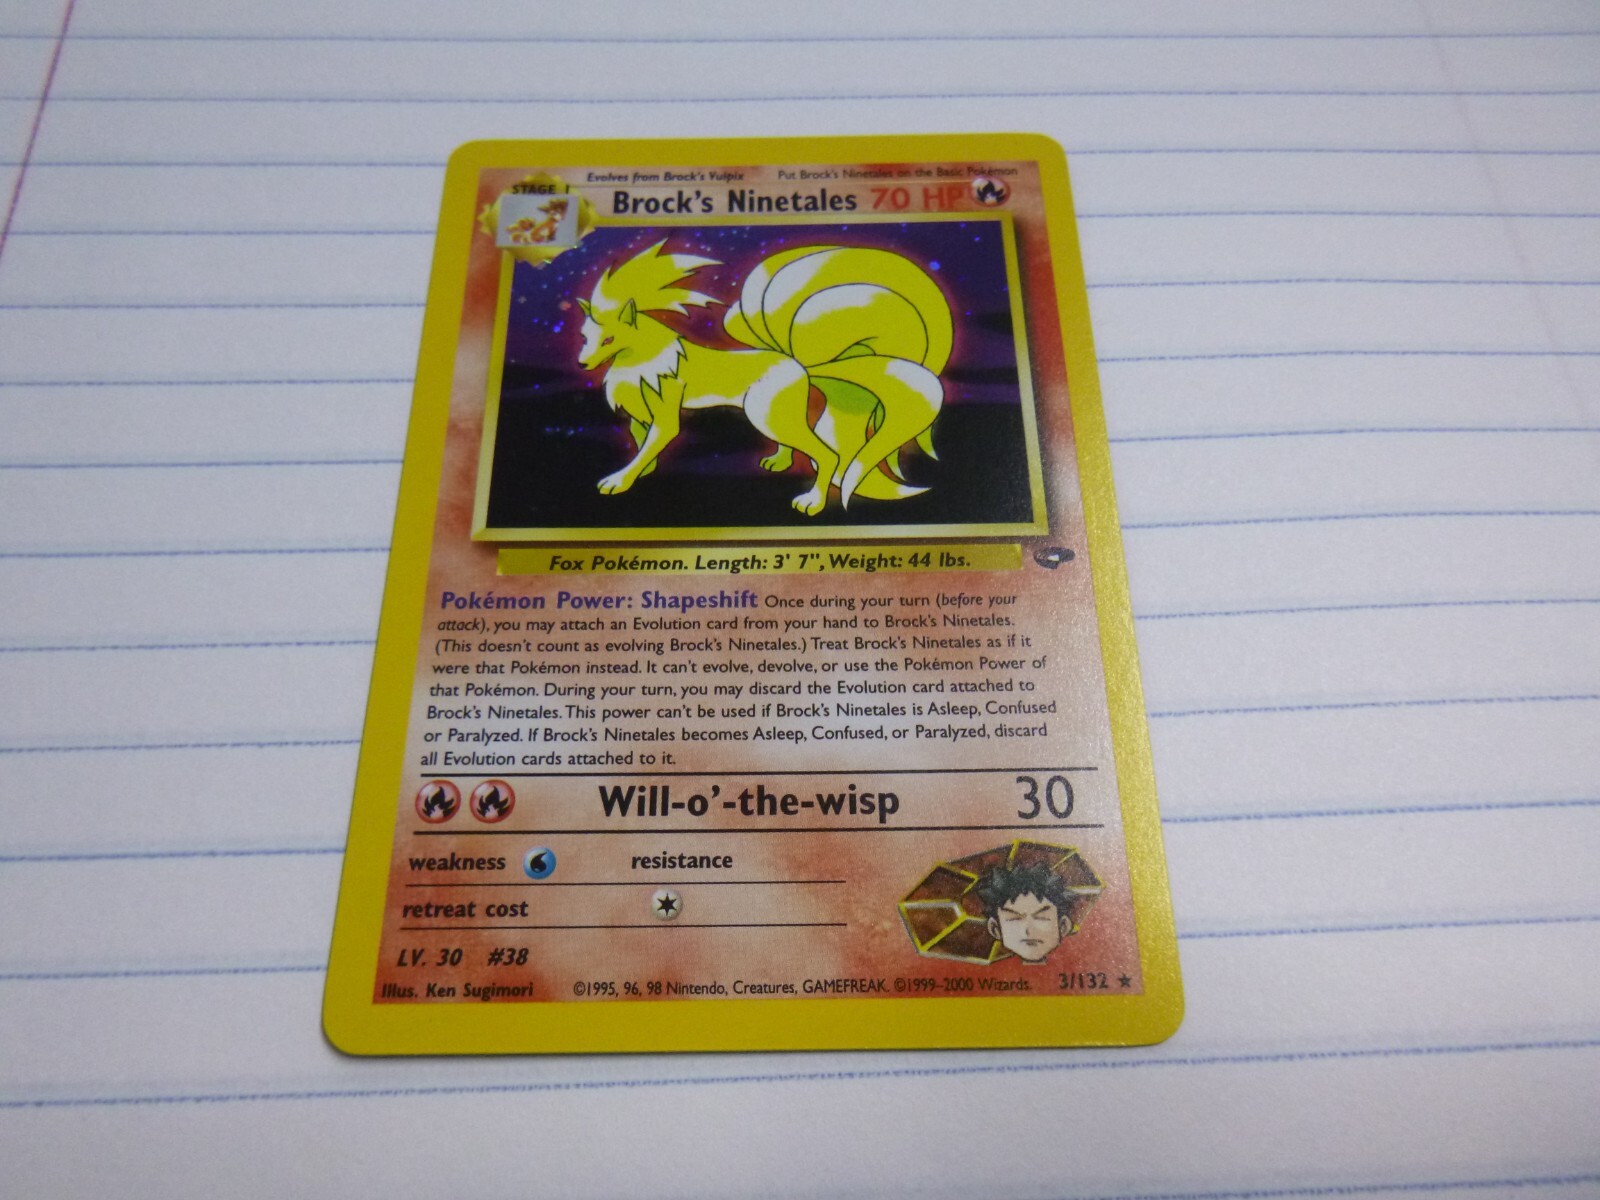 Evolves from Brock's Vulpix Put Brock's Ninetales on the Basic Pokémon
STAGE 1
Brock's Ninetales 70 HP
Fox Pokémon. Length: 3' 7", Weight: 44 lbs.
Pokémon Power: Shapeshift Once during your turn (before your
attack), you may attach an Evolution card from your hand to Brock's Ninetales.
(This doesn't count as evolving Brock's Ninetales.) Treat Brock's Ninetales as if it
were that Pokémon instead. It can't evolve, devolve, or use the Pokémon Power of
that Pokémon. During your turn, you may discard the Evolution card attached to
Brock's Ninetales. This power can't be used if Brock's Ninetales is Asleep, Confused
or Paralyzed. If Brock's Ninetales becomes Asleep, Confused, or Paralyzed, discard
all Evolution cards attached to it.
Will-o'-the-wisp 30
weakness resistance
retreat cost
LV. 30 #38
Illus. Ken Sugimori ©1995, 96, 98 Nintendo, Creatures, GAMEFREAK. ©1999–2000 Wizards. 3/132 ★